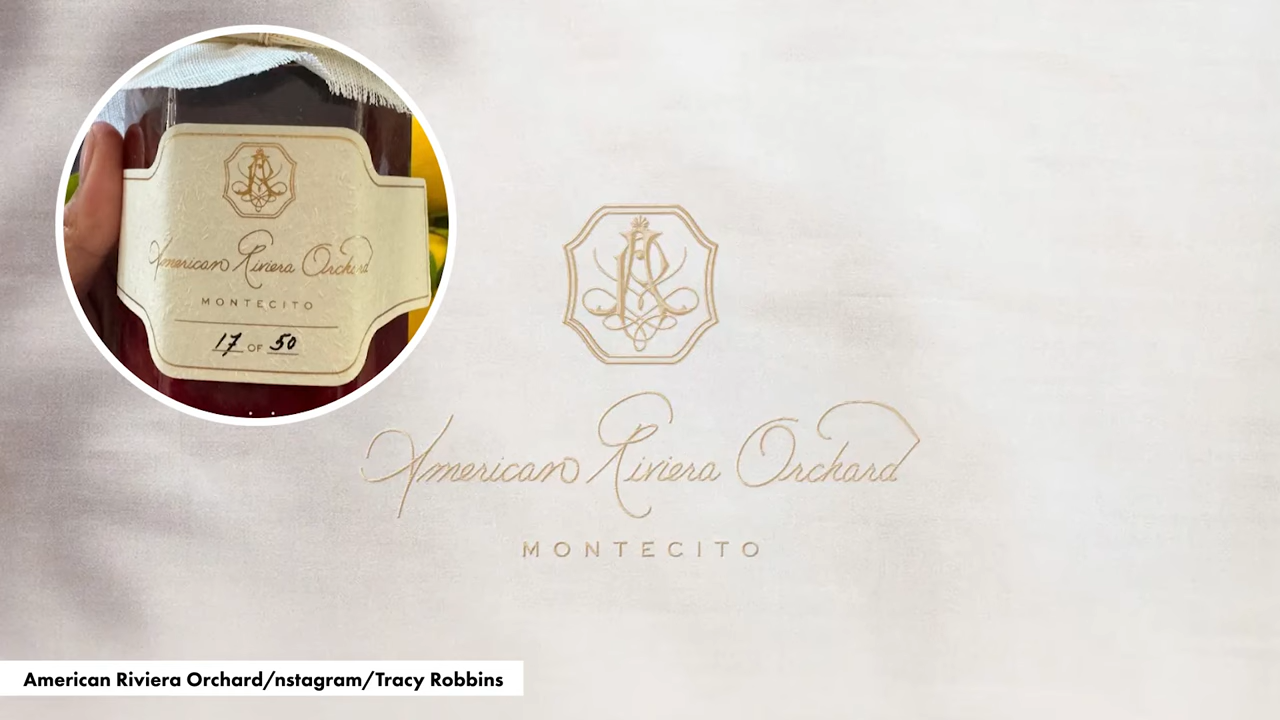 American Riviera Orchard
MONTECITO
17 OF 50
American Riviera Orchard
MONTECITO
American Riviera Orchard/nstagram/Tracy Robbins